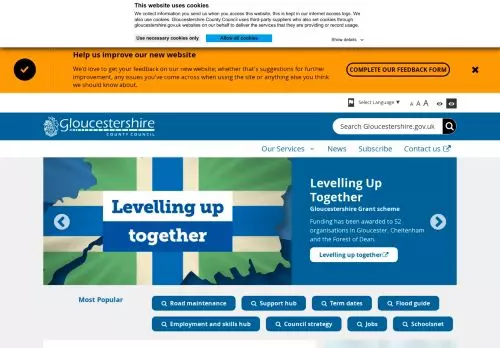 This website uses cookies
We collect information you send us when you access this website, this is kept in our internet access logs. We
also use cookies. Gloucestershire County Council uses third-party suppliers who also set cookies through
gloucestershire.gov.uk websites on our behalf to deliver the services that they are providing or record usage.
Use necessary cookies only
Allow all cookies
Show details
Help us improve our new website
We'd love to get your feedback on our new website; whether that's suggestions for further
improvement, any issues you've come across when using the site or anything else you think
we should know about.
COMPLETE OUR FEEDBACK FORM
Select Language ▼
A A A
Gloucestershire
COUNTY COUNCIL
Search Gloucestershire.gov.uk
Our Services
News
Subscribe
Contact us
Levelling up
together
Levelling Up
Together
Gloucestershire Grant scheme
Funding has been awarded to 52
organisations in Gloucester, Cheltenham
and the Forest of Dean.
Levelling up together
Most Popular
Road maintenance
Support hub
Term dates
Flood guide
Employment and skills hub
Council strategy
Jobs
Schoolsnet